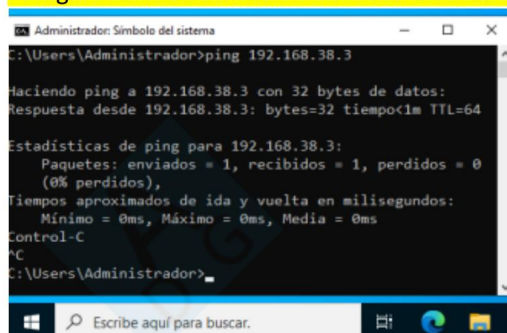 Administrador: Símbolo del sistema
C:\Users\Administrador>ping 192.168.38.3
Haciendo ping a 192.168.38.3 con 32 bytes de datos:
Respuesta desde 192.168.38.3: bytes=32 tiempo<1m TTL=64
Estadísticas de ping para 192.168.38.3:
Paquetes: enviados = 1, recibidos = 1, perdidos = 0
(0% perdidos),
Tiempos aproximados de ida y vuelta en milisegundos:
Mínimo = 0ms, Máximo = 0ms, Media = 0ms
Control-C
^C
C:\Users\Administrador>
Escribe aquí para buscar.